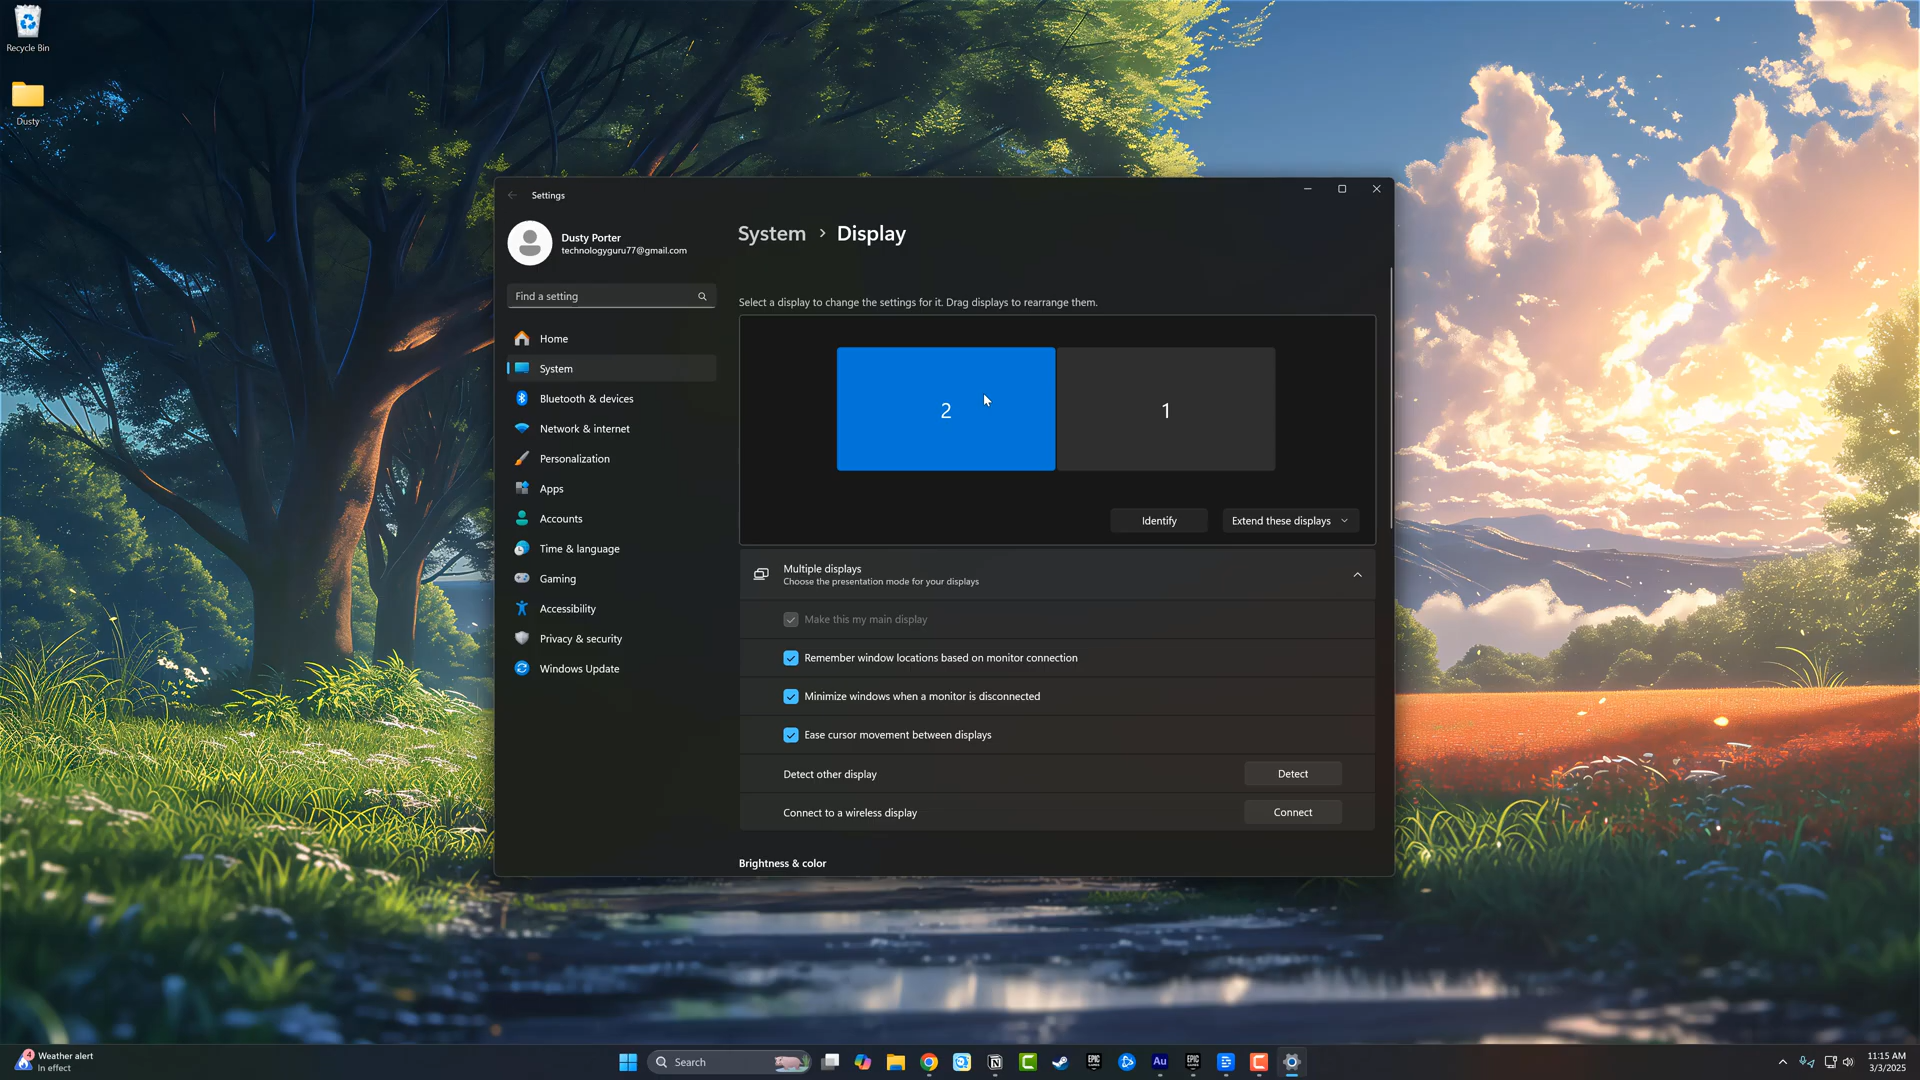 Recycle Bin
Dusty
Settings
Dusty Porter
technologyguru77@gmail.com
Find a setting
Home
System
Bluetooth & devices
Network & internet
Personalization
Apps
Accounts
Time & language
Gaming
Accessibility
Privacy & security
Windows Update
System › Display
Select a display to change the settings for it. Drag displays to rearrange them.
2
1
Identify
Extend these displays
Multiple displays
Choose the presentation mode for your displays
Make this my main display
Remember window locations based on monitor connection
Minimize windows when a monitor is disconnected
Ease cursor movement between displays
Detect other display
Detect
Connect to a wireless display
Connect
Brightness & color
4
Weather alert
In effect
Search
EPIC
Au
EPIC
11:15 AM
3/3/2025